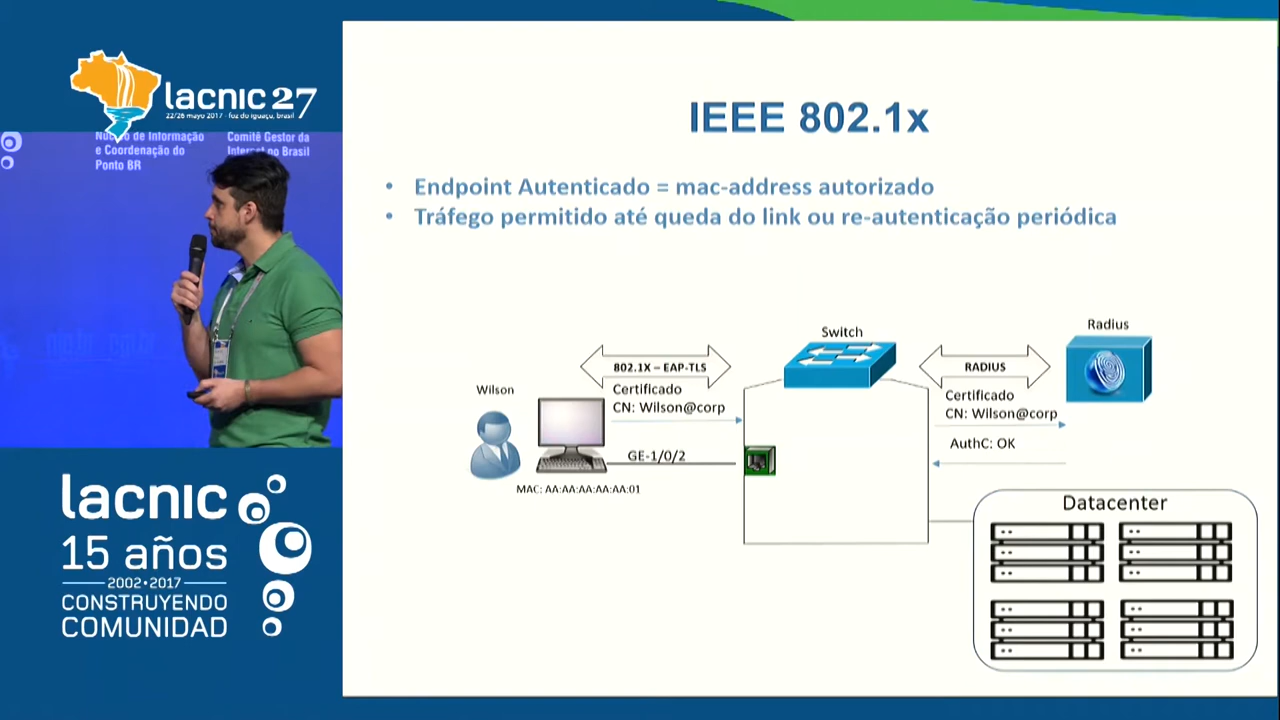 lacnic 27
22/26 mayo 2017 - foz do iguaçu, brasil
Núcleo de Informação
e Coordenação do
Ponto BR
Comitê Gestor da
Internet no Brasil
lacnic
15 años
2002•2017
CONSTRUYENDO
COMUNIDAD
IEEE 802.1x
• Endpoint Autenticado = mac-address autorizado
• Tráfego permitido até queda do link ou re-autenticação periódica
Wilson
MAC: AA:AA:AA:AA:AA:01
802.1X – EAP-TLS
Certificado
CN: Wilson@corp
GE-1/0/2
Switch
RADIUS
Certificado
CN: Wilson@corp
AuthC: OK
Radius
Datacenter